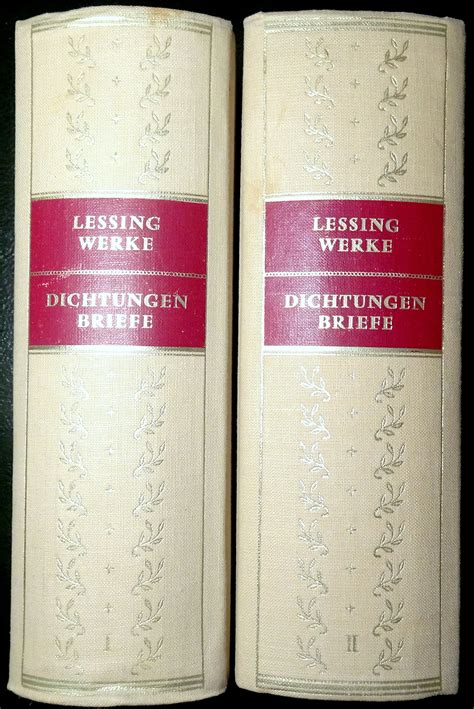 LESSING
WERKE
DICHTUNGEN
BRIEFE
I
LESSING
WERKE
DICHTUNGEN
BRIEFE
II